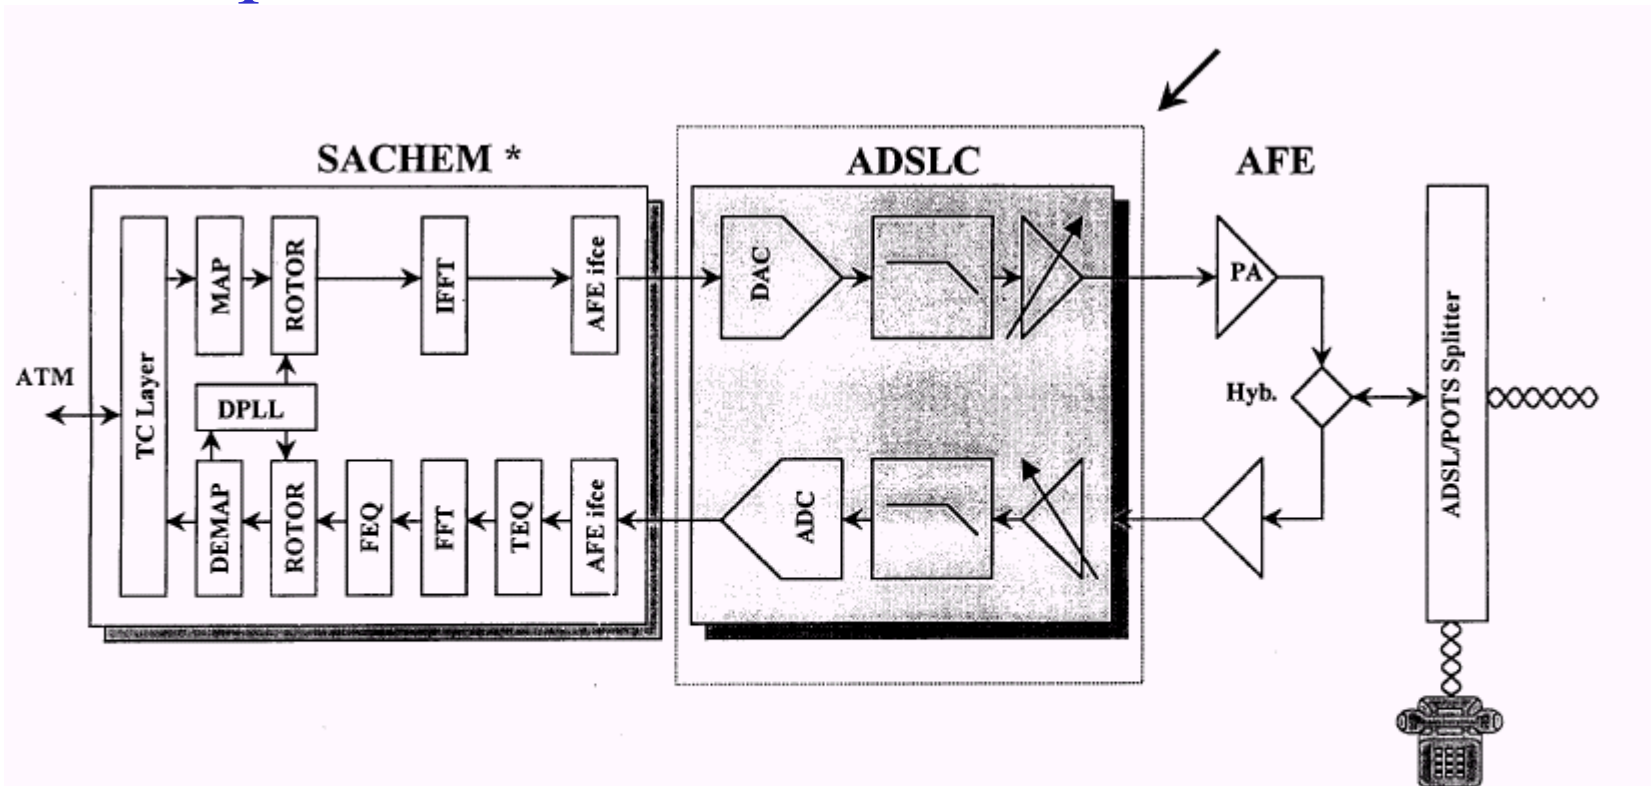 SACHEM *
ADSLC
AFE
ATM
TC Layer
MAP
ROTOR
IFFT
AFE ifce
DPLL
DEMAP
ROTOR
FEQ
FFT
TEQ
AFE ifce
DAC
ADC
PA
Hyb.
ADSL/POTS Splitter